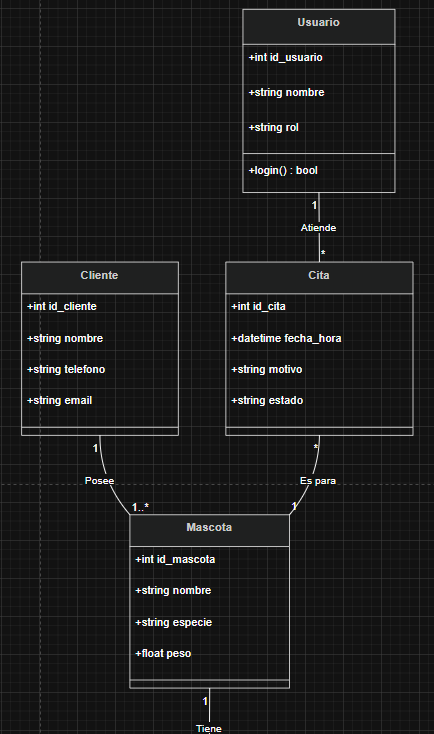 Usuario
+int id_usuario
+string nombre
+string rol
+login() : bool
1
Atiende
*
Cliente
+int id_cliente
+string nombre
+string telefono
+string email
Cita
+int id_cita
+datetime fecha_hora
+string motivo
+string estado
1
Posee
1..*
*
Es para
1
Mascota
+int id_mascota
+string nombre
+string especie
+float peso
1
Tiene